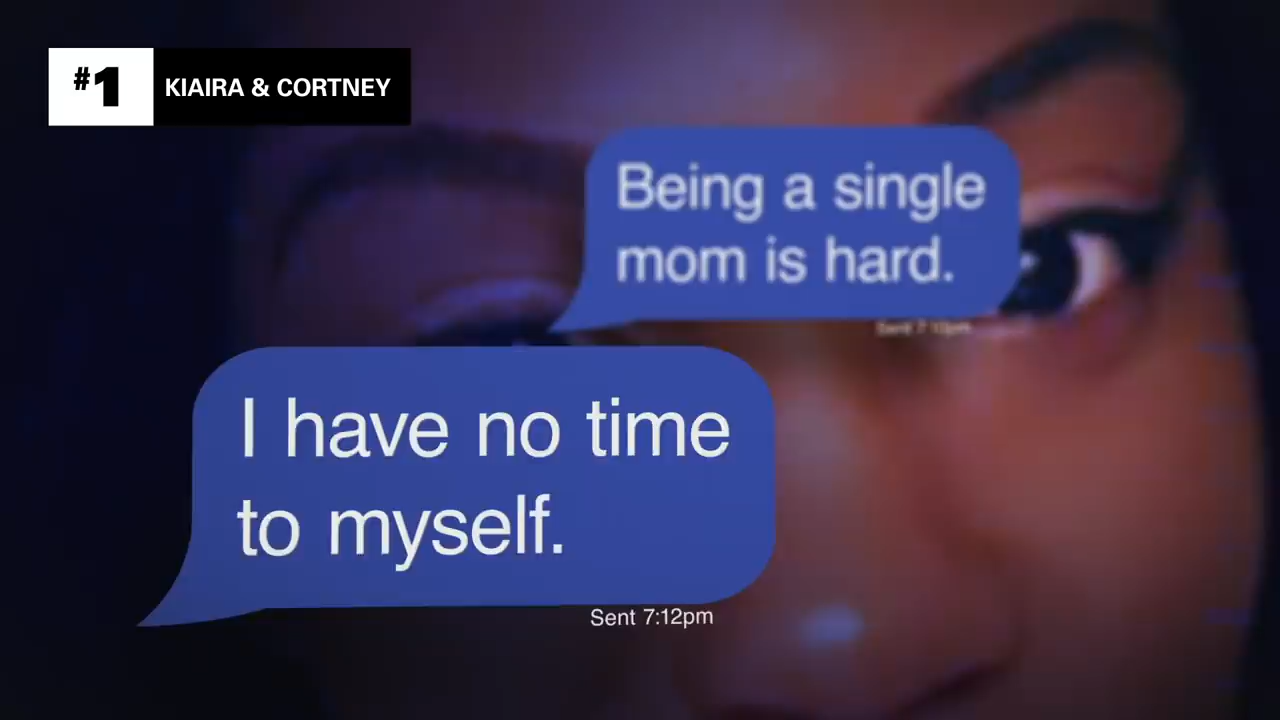 #1 KIAIRA & CORTNEY
Being a single
mom is hard.
I have no time
to myself.
Sent 7:12pm